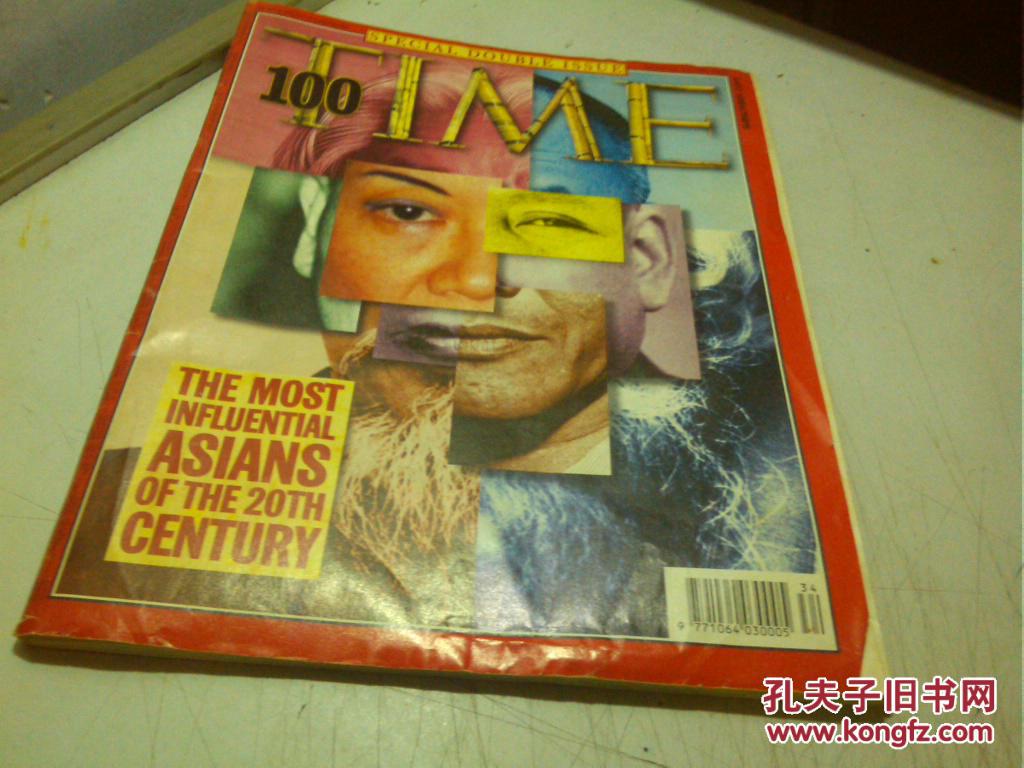 SPECIAL DOUBLE ISSUE
TIME
100
THE MOST
INFLUENTIAL
ASIANS
OF THE 20TH
CENTURY
34
9 771064 030005
孔夫子旧书网
www.kongfz.com